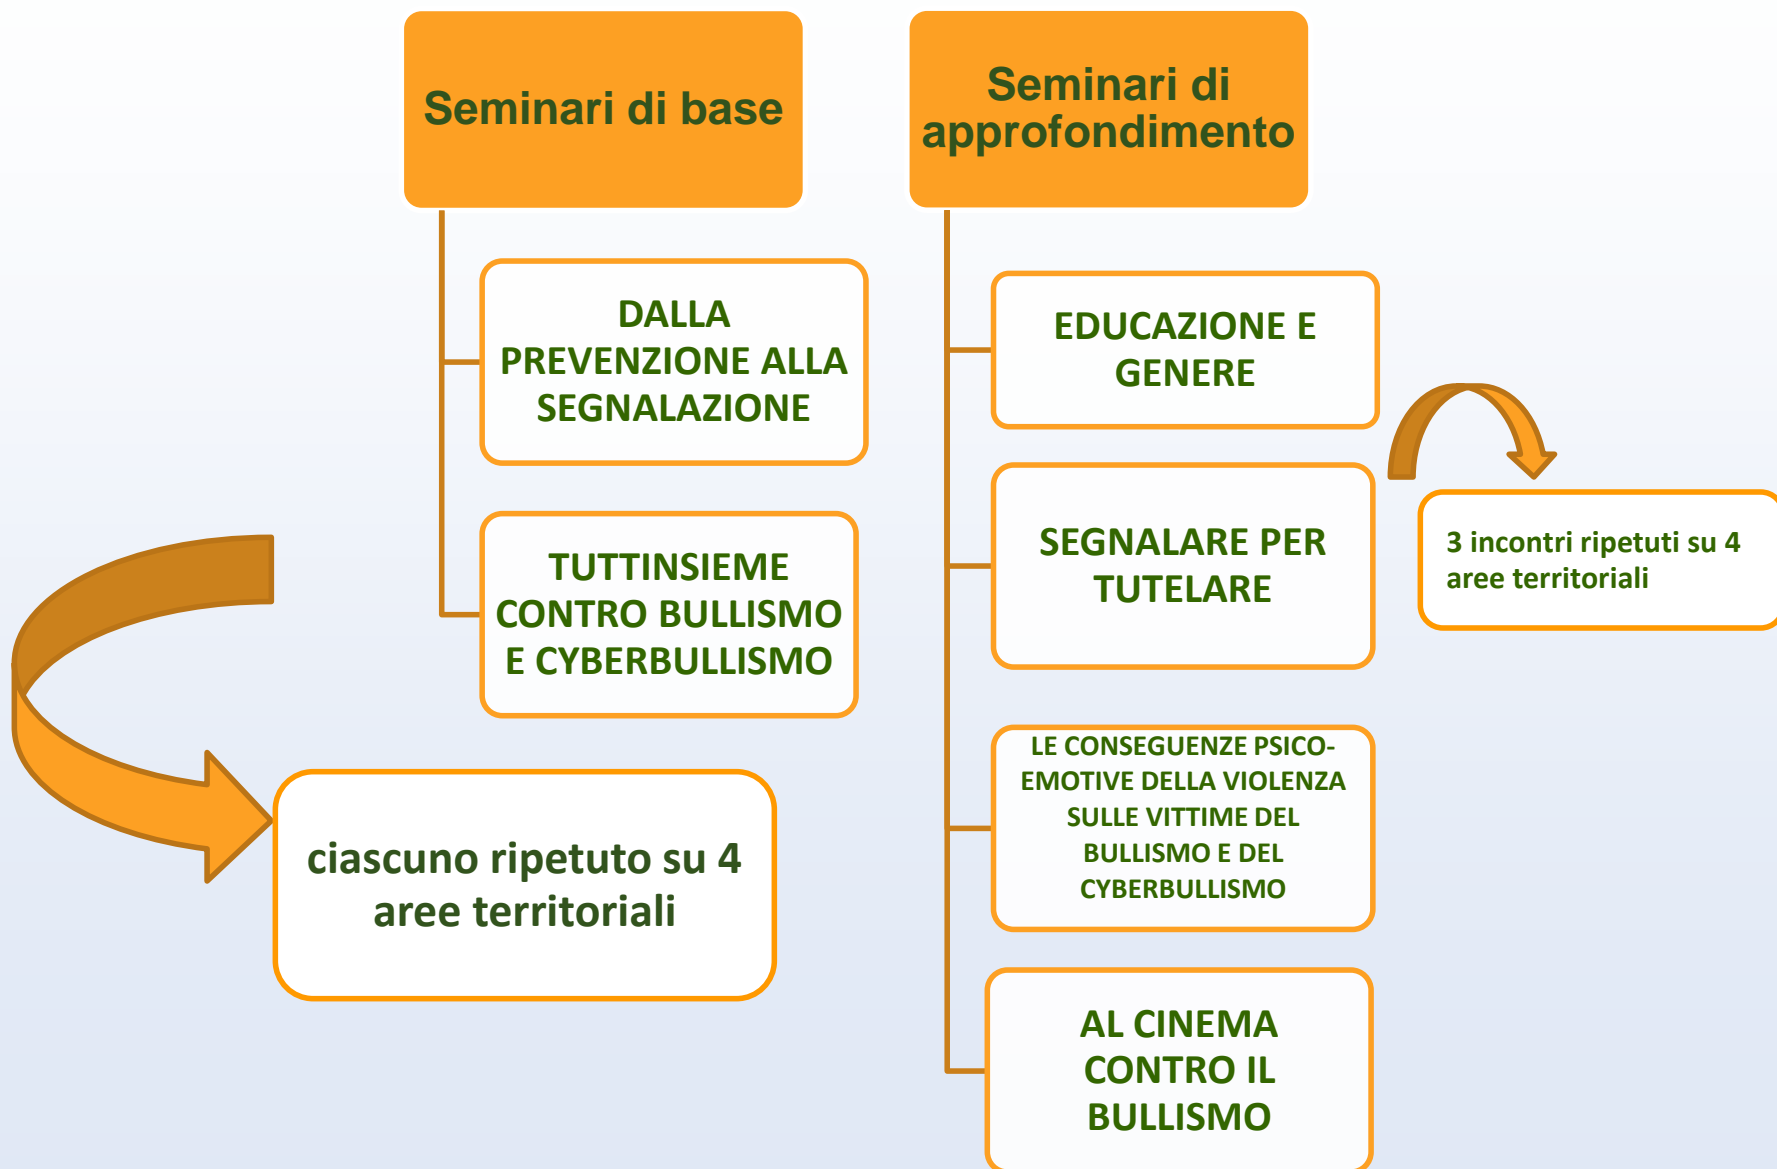 Seminari di base
DALLA
PREVENZIONE ALLA
SEGNALAZIONE
TUTTINSIEME
CONTRO BULLISMO
E CYBERBULLISMO
ciascuno ripetuto su 4
aree territoriali
Seminari di
approfondimento
EDUCAZIONE E
GENERE
SEGNALARE PER
TUTELARE
3 incontri ripetuti su 4
aree territoriali
LE CONSEGUENZE PSICO-
EMOTIVE DELLA VIOLENZA
SULLE VITTIME DEL
BULLISMO E DEL
CYBERBULLISMO
AL CINEMA
CONTRO IL
BULLISMO